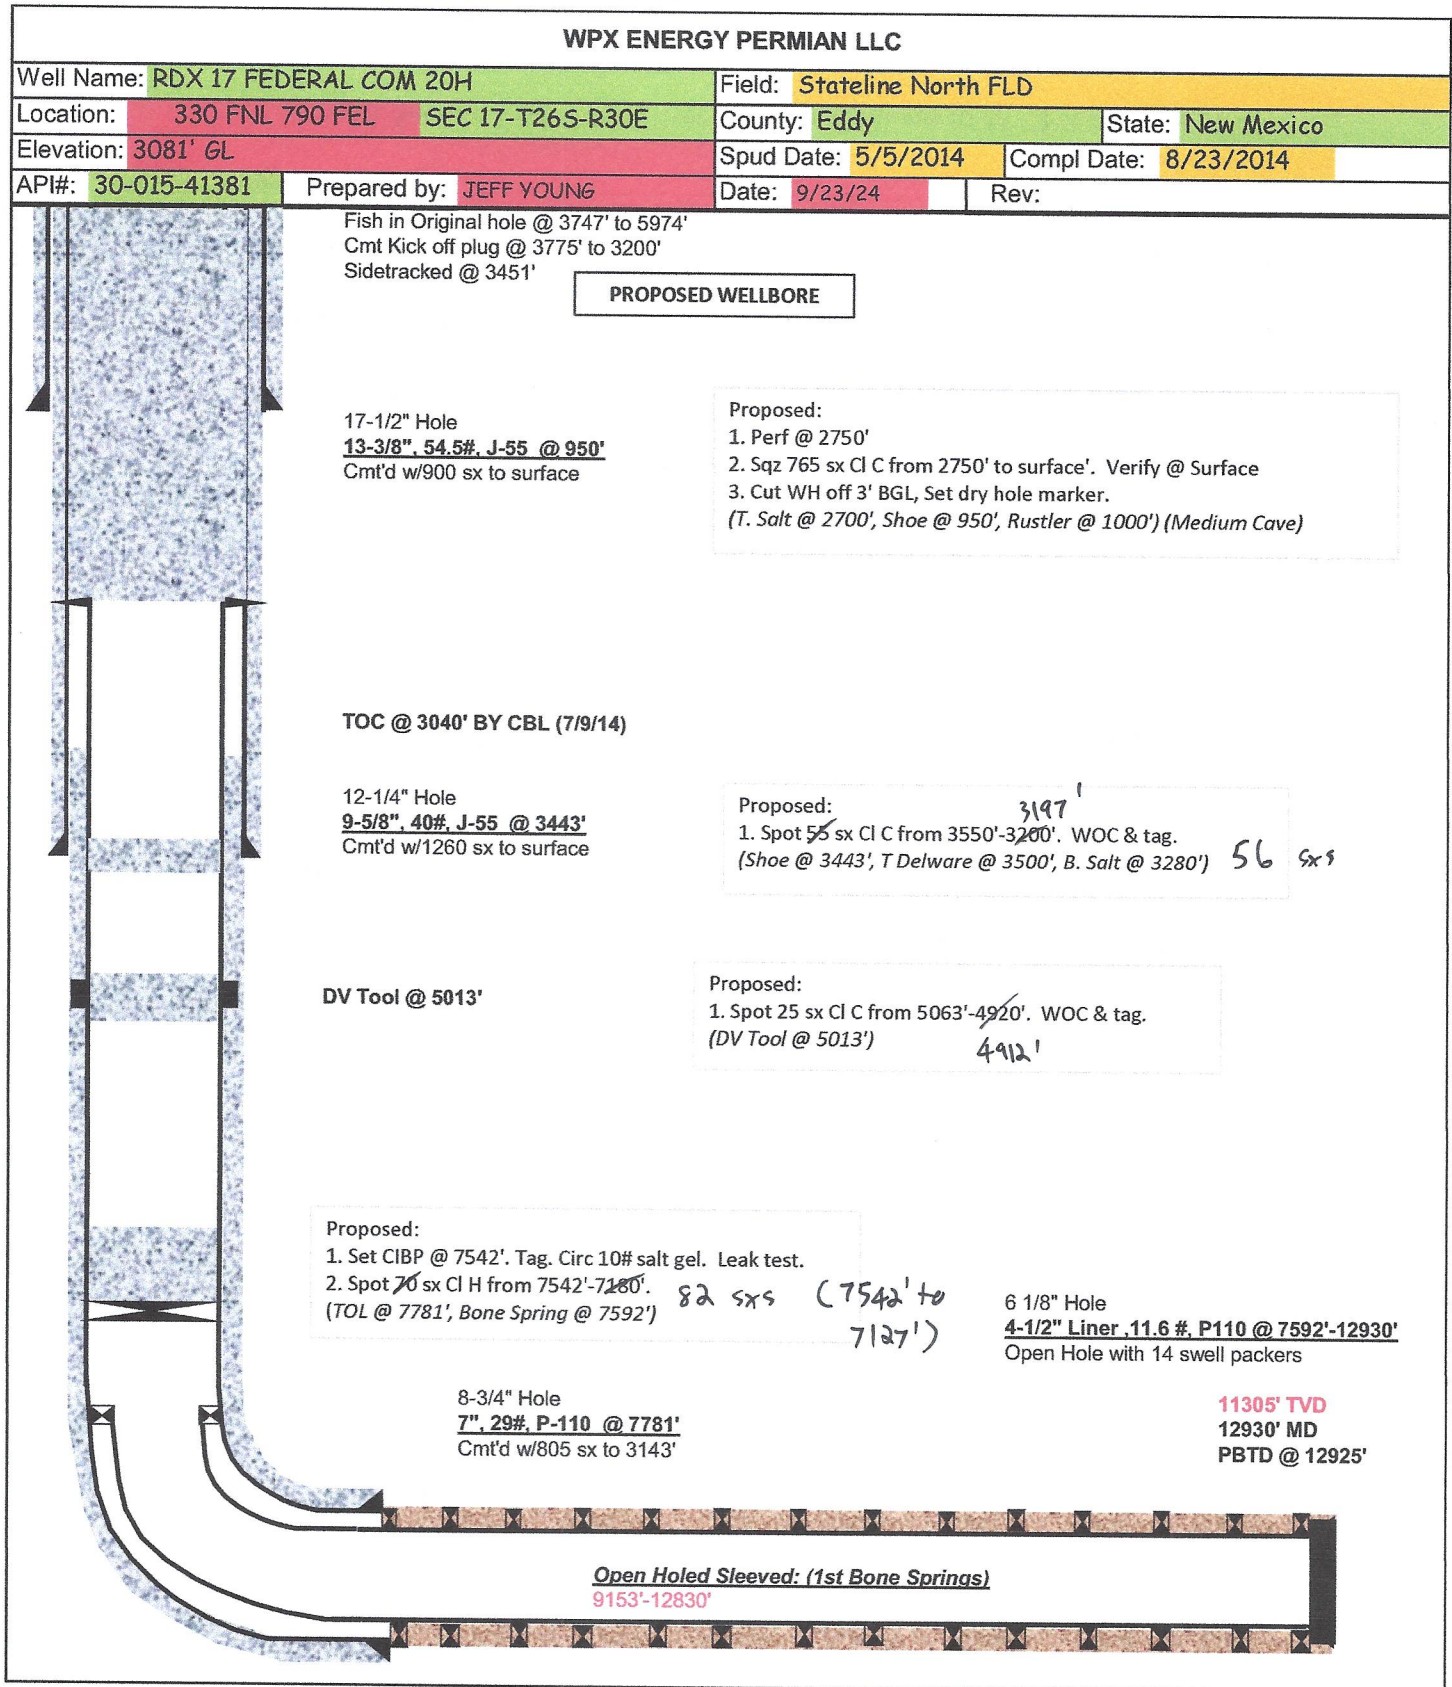 WPX ENERGY PERMIAN LLC
Well Name: RDX 17 FEDERAL COM 20H
Field: Stateline North FLD
Location: 330 FNL 790 FEL SEC 17-T26S-R30E
County: Eddy
State: New Mexico
Elevation: 3081' GL
Spud Date: 5/5/2014
Compl Date: 8/23/2014
API#: 30-015-41381
Prepared by: JEFF YOUNG
Date: 9/23/24
Rev:
Fish in Original hole @ 3747' to 5974'
Cmt Kick off plug @ 3775' to 3200'
Sidetracked @ 3451'
PROPOSED WELLBORE
17-1/2" Hole
13-3/8", 54.5#, J-55 @ 950'
Cmt'd w/900 sx to surface
Proposed:
1. Perf @ 2750'
2. Sqz 765 sx Cl C from 2750' to surface'. Verify @ Surface
3. Cut WH off 3' BGL, Set dry hole marker.
(T. Salt @ 2700', Shoe @ 950', Rustler @ 1000') (Medium Cave)
TOC @ 3040' BY CBL (7/9/14)
12-1/4" Hole
9-5/8", 40#, J-55 @ 3443'
Cmt'd w/1260 sx to surface
Proposed:
3197'
1. Spot 55 sx Cl C from 3550'-3200'. WOC & tag.
(Shoe @ 3443', T Delware @ 3500', B. Salt @ 3280') 56 sxs
DV Tool @ 5013'
Proposed:
1. Spot 25 sx Cl C from 5063'-4920'. WOC & tag.
(DV Tool @ 5013')
4912'
Proposed:
1. Set CIBP @ 7542'. Tag. Circ 10# salt gel. Leak test.
2. Spot 70 sx Cl H from 7542'-7180'.
(TOL @ 7781', Bone Spring @ 7592')
82 sxs (7542' to
7127')
6 1/8" Hole
4-1/2" Liner ,11.6 #, P110 @ 7592'-12930'
Open Hole with 14 swell packers
8-3/4" Hole
7", 29#, P-110 @ 7781'
Cmt'd w/805 sx to 3143'
11305' TVD
12930' MD
PBTD @ 12925'
Open Holed Sleeved: (1st Bone Springs)
9153'-12830'